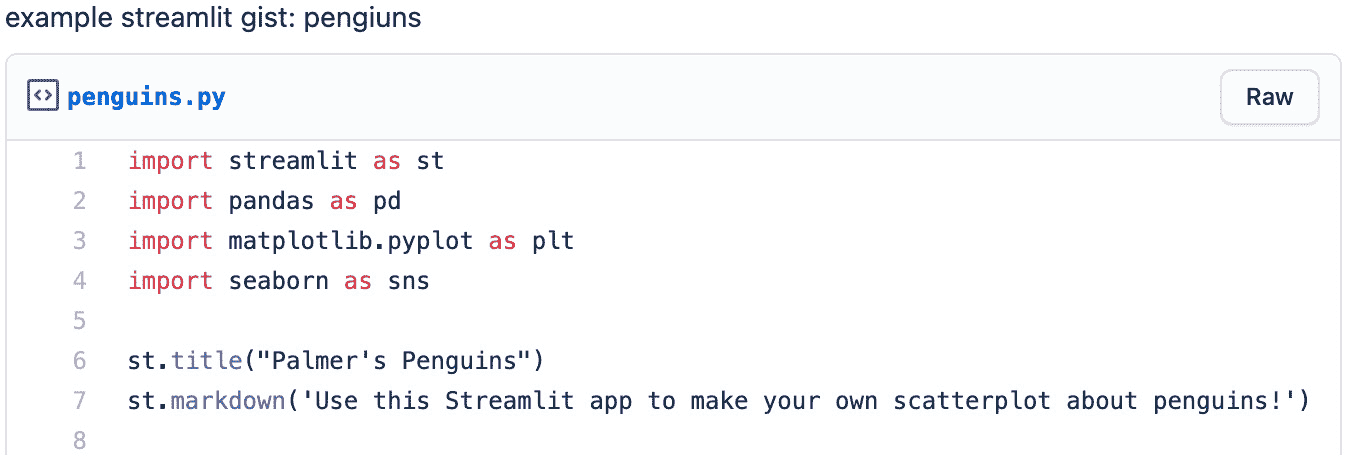 example streamlit gist: pengiuns
penguins.py
Raw
1 import streamlit as st
2 import pandas as pd
3 import matplotlib.pyplot as plt
4 import seaborn as sns
5
6 st.title("Palmer's Penguins")
7 st.markdown('Use this Streamlit app to make your own scatterplot about penguins!')
8